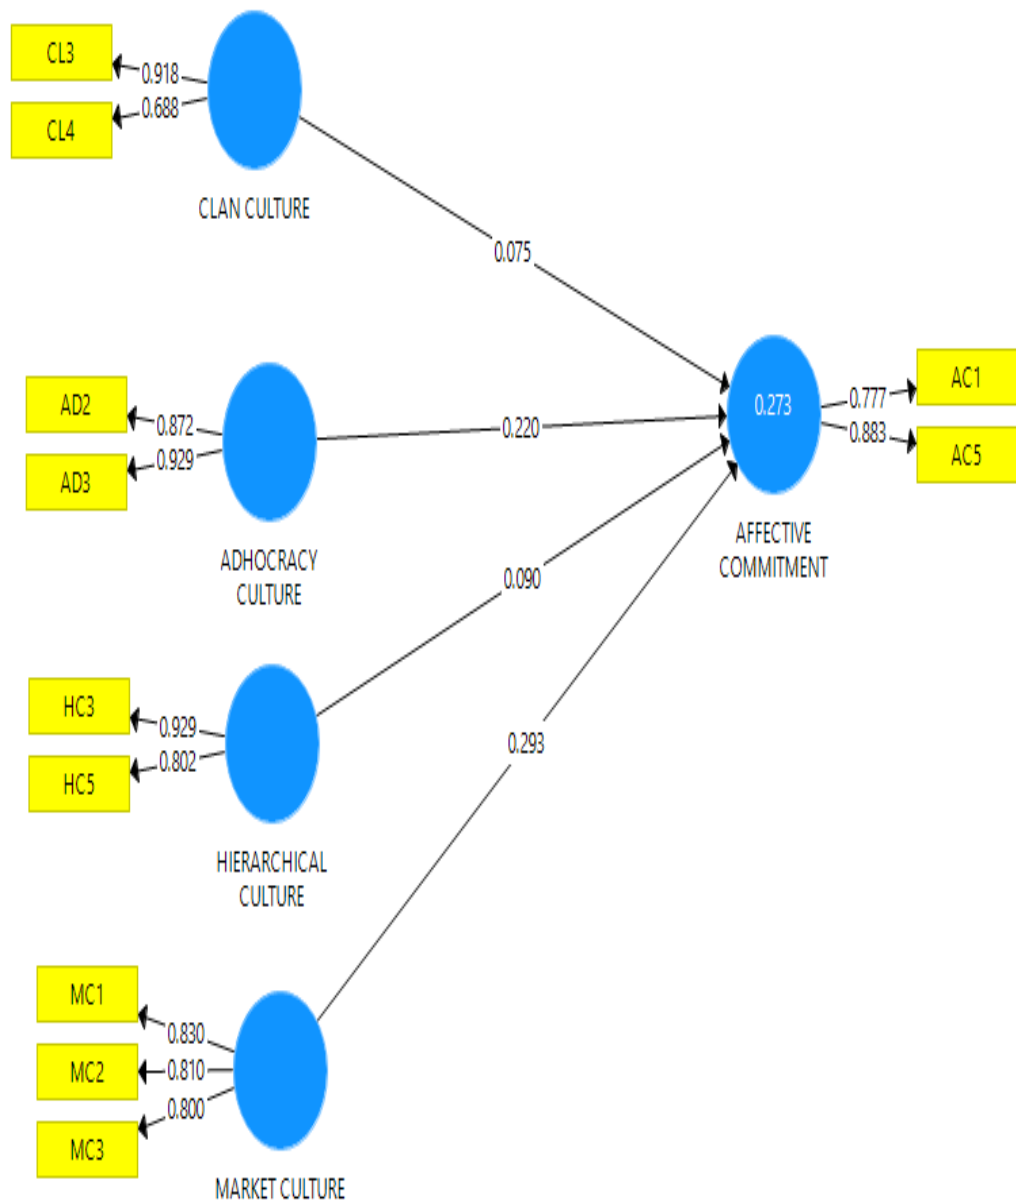 CL3
0.918
0.688
CL4
CLAN CULTURE
0.075
AD2
0.872
0.929
AD3
ADHOCRACY
CULTURE
0.220
0.273
AC1
0.777
0.883
AC5
AFFECTIVE
COMMITMENT
0.090
HC3
0.929
0.802
HC5
HIERARCHICAL
CULTURE
0.293
MC1
0.830
MC2
0.810
0.800
MC3
MARKET CULTURE